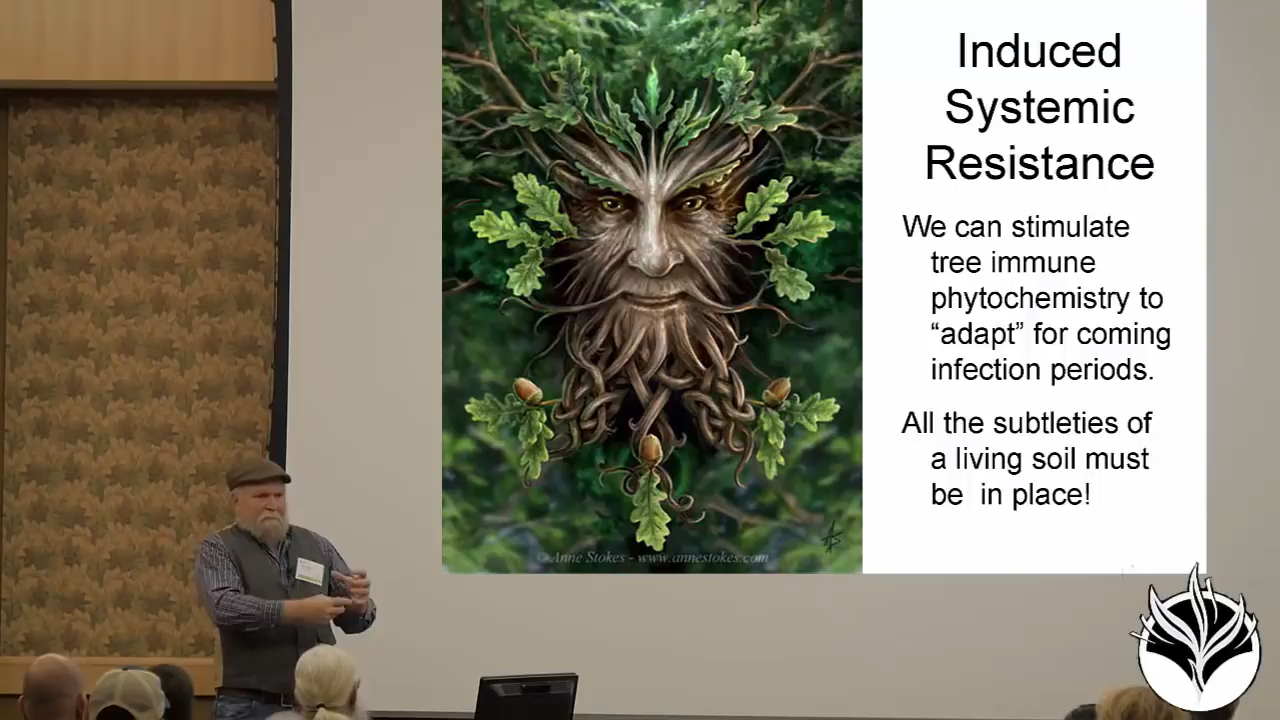 Induced
Systemic
Resistance
We can stimulate
tree immune
phytochemistry to
“adapt” for coming
infection periods.
All the subtleties of
a living soil must
be in place!
© Anne Stokes - www.annestokes.com